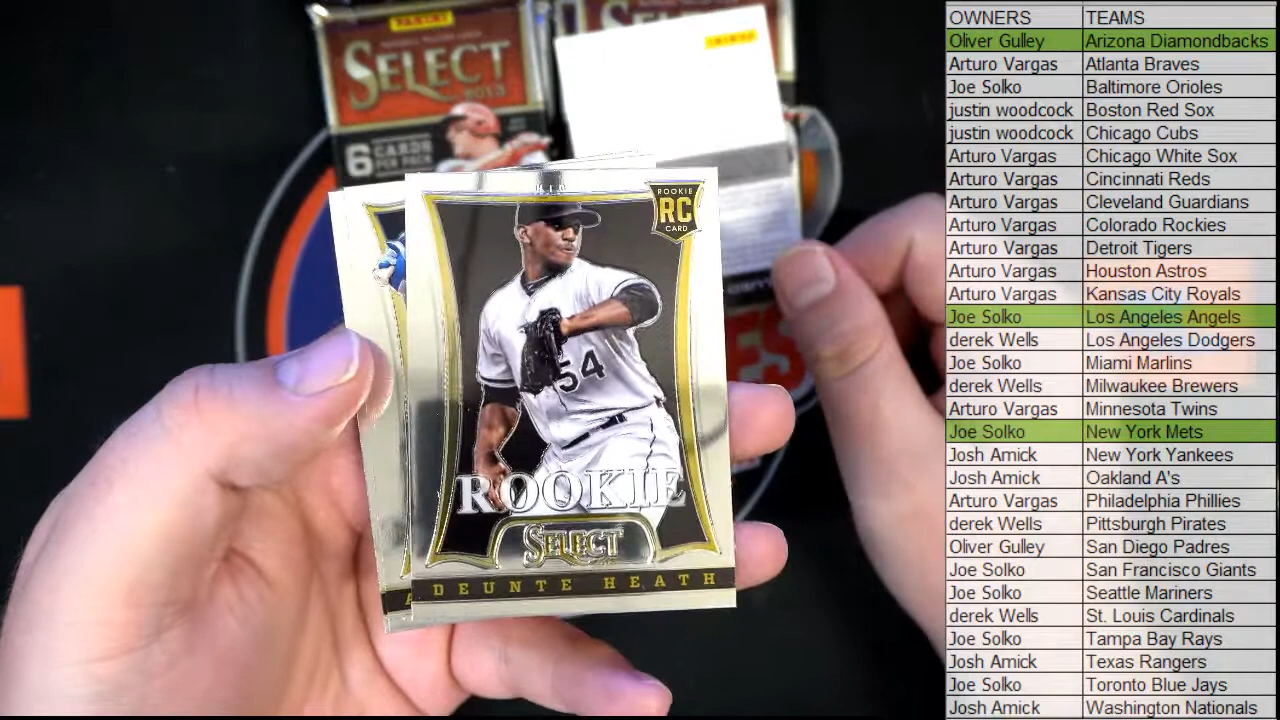 PANINI
SELECT
2013
6 CARDS
PER PACK
PANINI
ROOKIE
RC
CARD
54
ROOKIE
SELECT
DEUNTE HEATH
A
OWNERS TEAMS
Oliver Gulley Arizona Diamondbacks
Arturo Vargas Atlanta Braves
Joe Solko Baltimore Orioles
justin woodcock Boston Red Sox
justin woodcock Chicago Cubs
Arturo Vargas Chicago White Sox
Arturo Vargas Cincinnati Reds
Arturo Vargas Cleveland Guardians
Arturo Vargas Colorado Rockies
Arturo Vargas Detroit Tigers
Arturo Vargas Houston Astros
Arturo Vargas Kansas City Royals
Joe Solko Los Angeles Angels
derek Wells Los Angeles Dodgers
Joe Solko Miami Marlins
derek Wells Milwaukee Brewers
Arturo Vargas Minnesota Twins
Joe Solko New York Mets
Josh Amick New York Yankees
Josh Amick Oakland A's
Arturo Vargas Philadelphia Phillies
derek Wells Pittsburgh Pirates
Oliver Gulley San Diego Padres
Joe Solko San Francisco Giants
Joe Solko Seattle Mariners
derek Wells St. Louis Cardinals
Joe Solko Tampa Bay Rays
Josh Amick Texas Rangers
Joe Solko Toronto Blue Jays
Josh Amick Washington Nationals